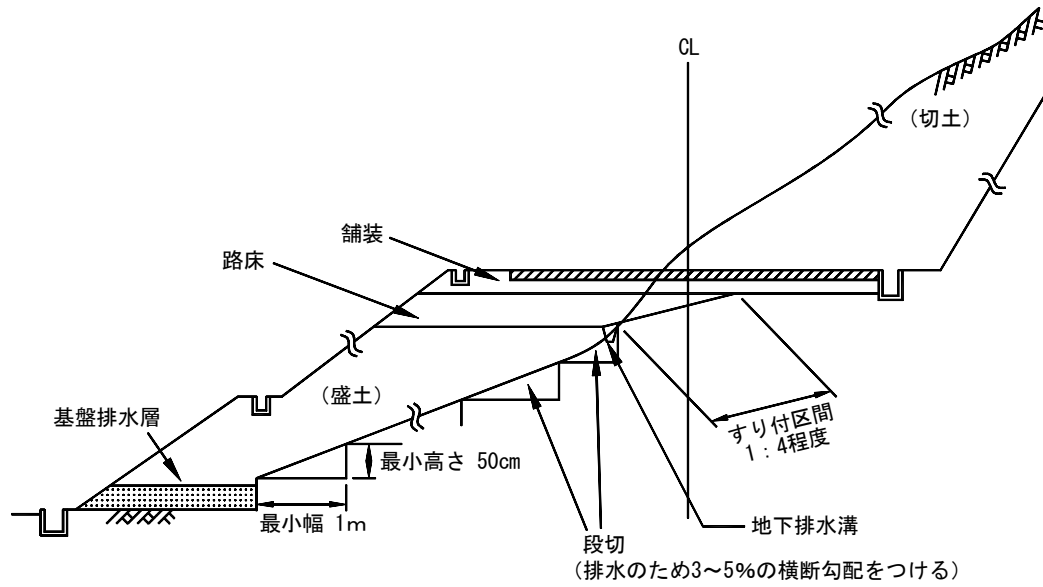 CL
(切土)
舗装
路床
(盛土)
基盤排水層
すり付区間
1:4程度
最小高さ 50cm
最小幅 1m
地下排水溝
段切
(排水のため3~5%の横断勾配をつける)